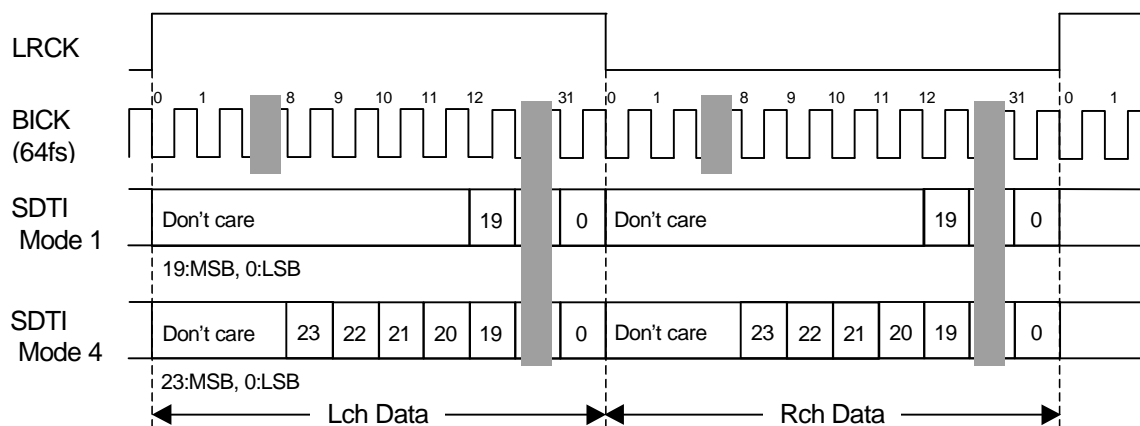 LRCK
0 1 8 9 10 11 12 31 0 1 8 9 10 11 12 31 0 1
BICK
(64fs)
SDTI
Mode 1
Don't care 19 0 Don't care 19 0
19:MSB, 0:LSB
SDTI
Mode 4
Don't care 23 22 21 20 19 0 Don't care 23 22 21 20 19 0
23:MSB, 0:LSB
Lch Data Rch Data